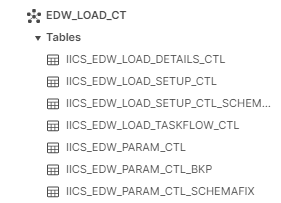 EDW_LOAD_CT
Tables
IICS_EDW_LOAD_DETAILS_CTL
IICS_EDW_LOAD_SETUP_CTL
IICS_EDW_LOAD_SETUP_CTL_SCHEM...
IICS_EDW_LOAD_TASKFLOW_CTL
IICS_EDW_PARAM_CTL
IICS_EDW_PARAM_CTL_BKP
IICS_EDW_PARAM_CTL_SCHEMAFIX